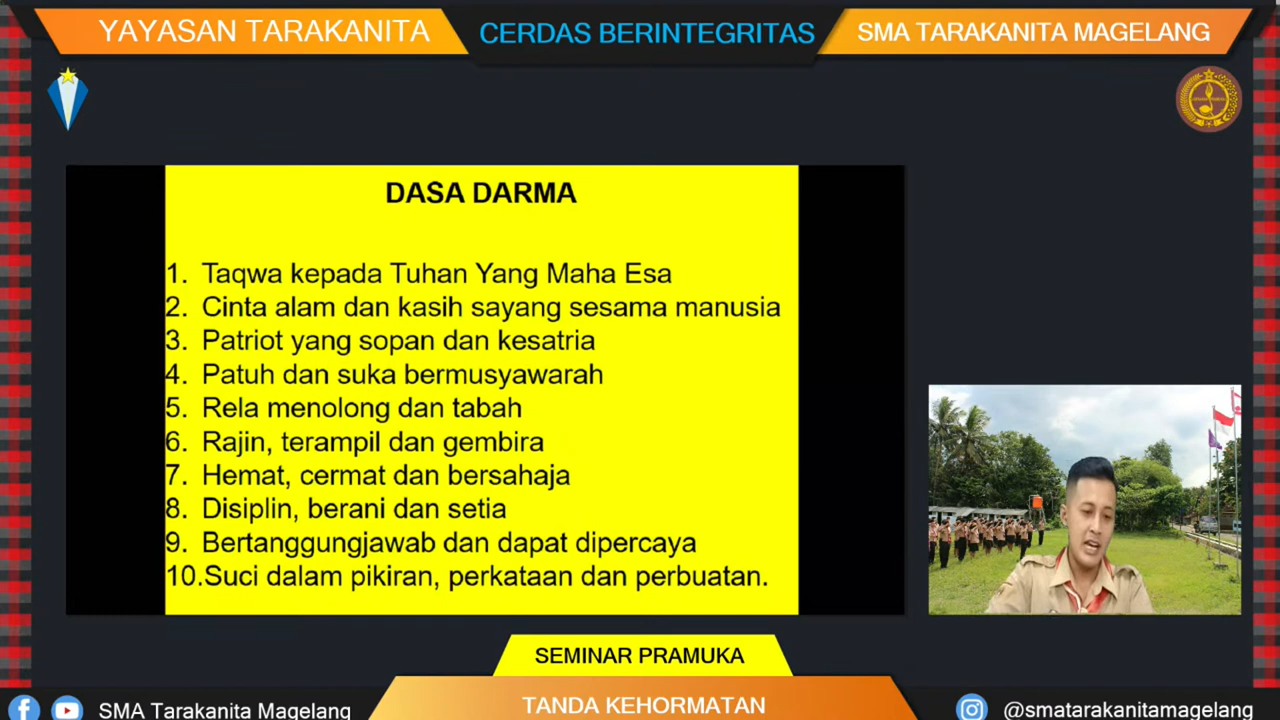 YAYASAN TARAKANITA
CERDAS BERINTEGRITAS
SMA TARAKANITA MAGELANG
DASA DARMA
1. Taqwa kepada Tuhan Yang Maha Esa
2. Cinta alam dan kasih sayang sesama manusia
3. Patriot yang sopan dan kesatria
4. Patuh dan suka bermusyawarah
5. Rela menolong dan tabah
6. Rajin, terampil dan gembira
7. Hemat, cermat dan bersahaja
8. Disiplin, berani dan setia
9. Bertanggungjawab dan dapat dipercaya
10.Suci dalam pikiran, perkataan dan perbuatan.
SEMINAR PRAMUKA
TANDA KEHORMATAN
SMA Tarakanita Magelang
@smatarakanitamagelang